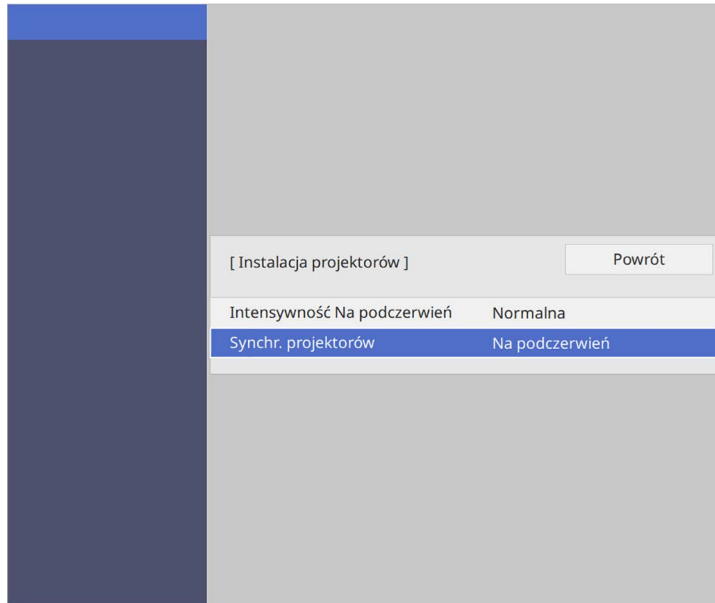 [ Instalacja projektorów ]
Powrót
Intensywność Na podczerwień Normalna
Synchr. projektorów Na podczerwień